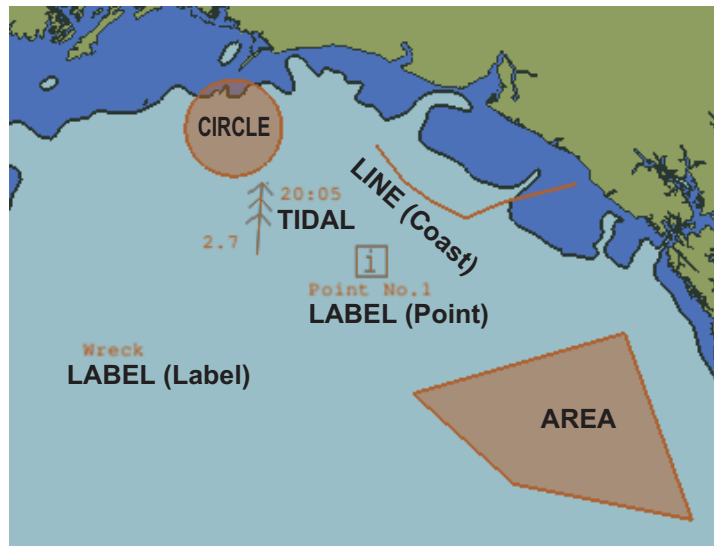 CIRCLE
20:05
TIDAL
2.7
LINE (Coast)
i
Point No.1
LABEL (Point)
Wreck
LABEL (Label)
AREA